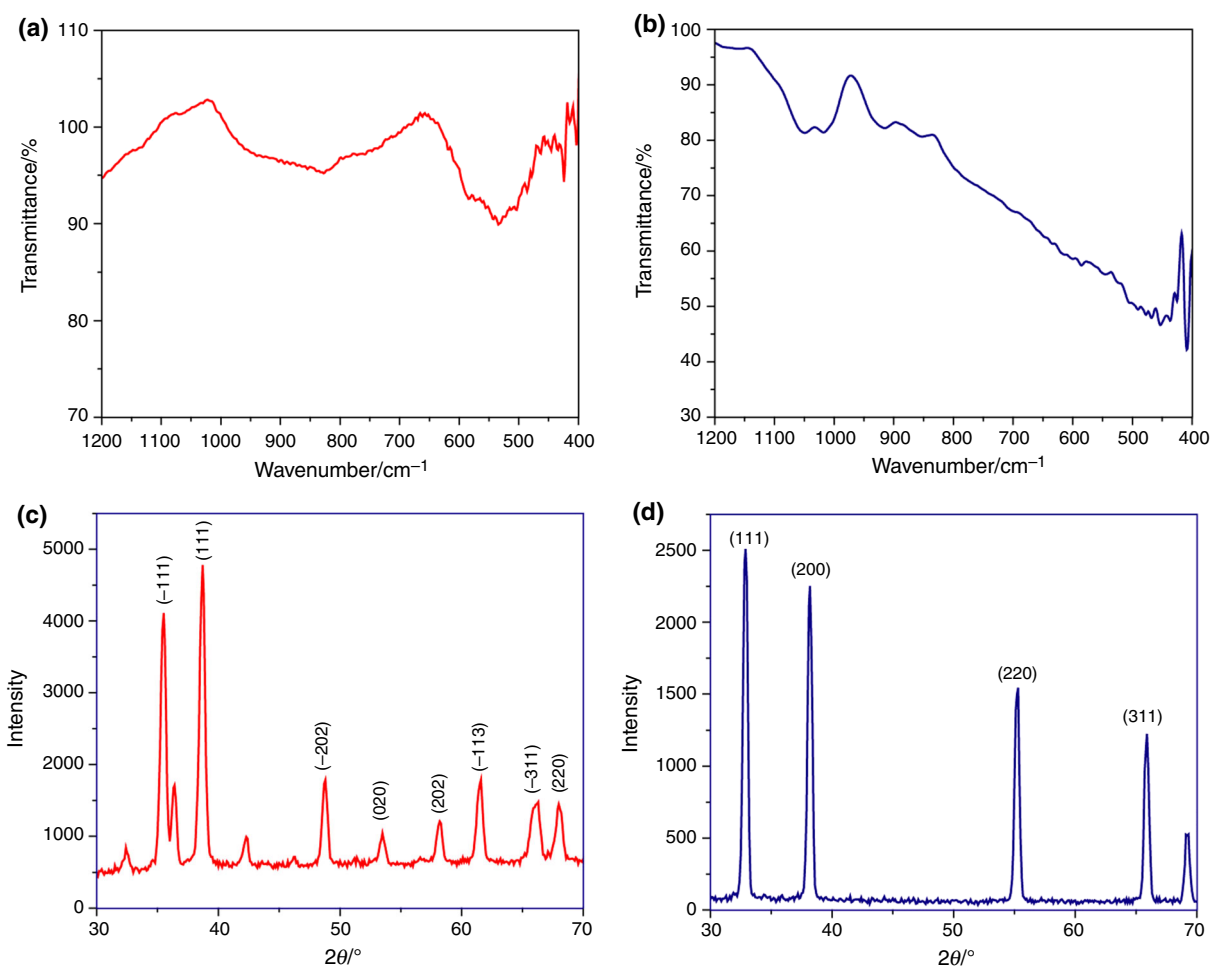 (a)
110
100
90
80
70
Transmittance/%
1200 1100 1000 900 800 700 600 500 400
Wavenumber/cm⁻¹
(b)
100
90
80
70
60
50
40
30
Transmittance/%
1200 1100 1000 900 800 700 600 500 400
Wavenumber/cm⁻¹
(c)
5000
4000
3000
2000
1000
0
Intensity
(−111)
(111)
(−202)
(020)
(202)
(−113)
(−311)
(220)
30 40 50 60 70
2θ/°
(d)
2500
2000
1500
1000
500
0
Intensity
(111)
(200)
(220)
(311)
30 40 50 60 70
2θ/°